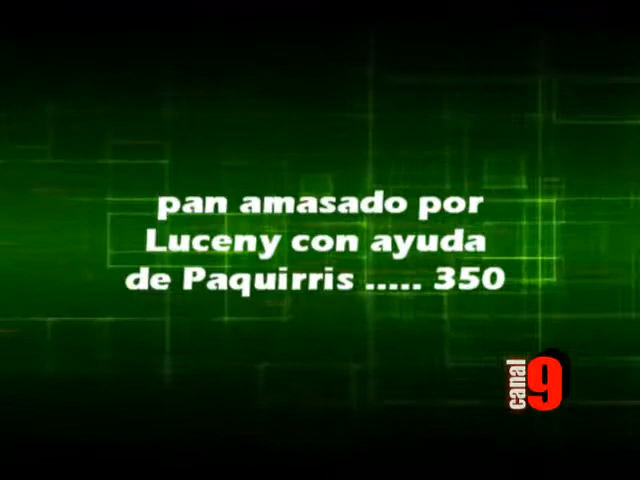 pan amasado por
Luceny con ayuda
de Paquirris ..... 350
canal 9